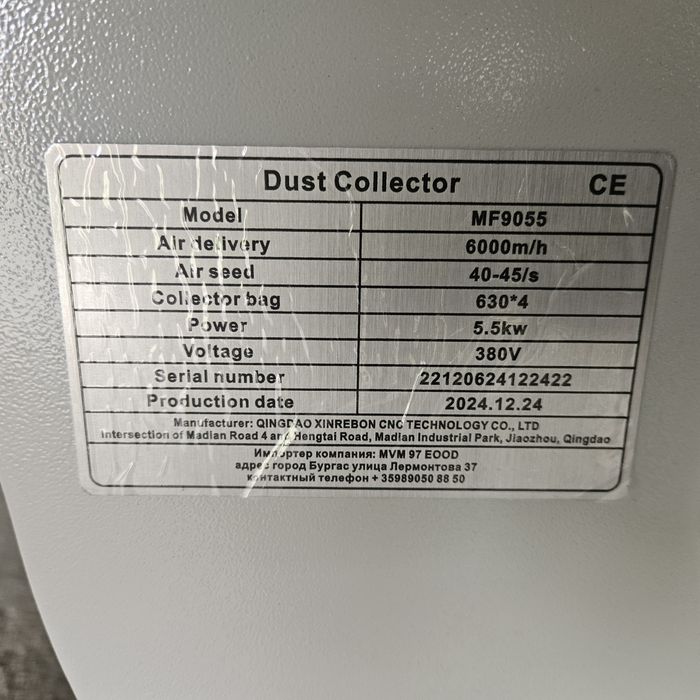 Dust Collector CE
Model MF9055
Air delivery 6000m/h
Air seed 40-45/s
Collector bag 630*4
Power 5.5kw
Voltage 380V
Serial number 22120624122422
Production date 2024.12.24
Manufacturer: QINGDAO XINREBON CNC TECHNOLOGY CO., LTD
Intersection of Madian Road 4 and Hengtai Road, Madian Industrial Park, Jiaozhou, Qingdao
Импортер компания: MVM 97 EOOD
адрес город Бургас улица Лермонтова 37
контактный телефон + 35989050 88 50